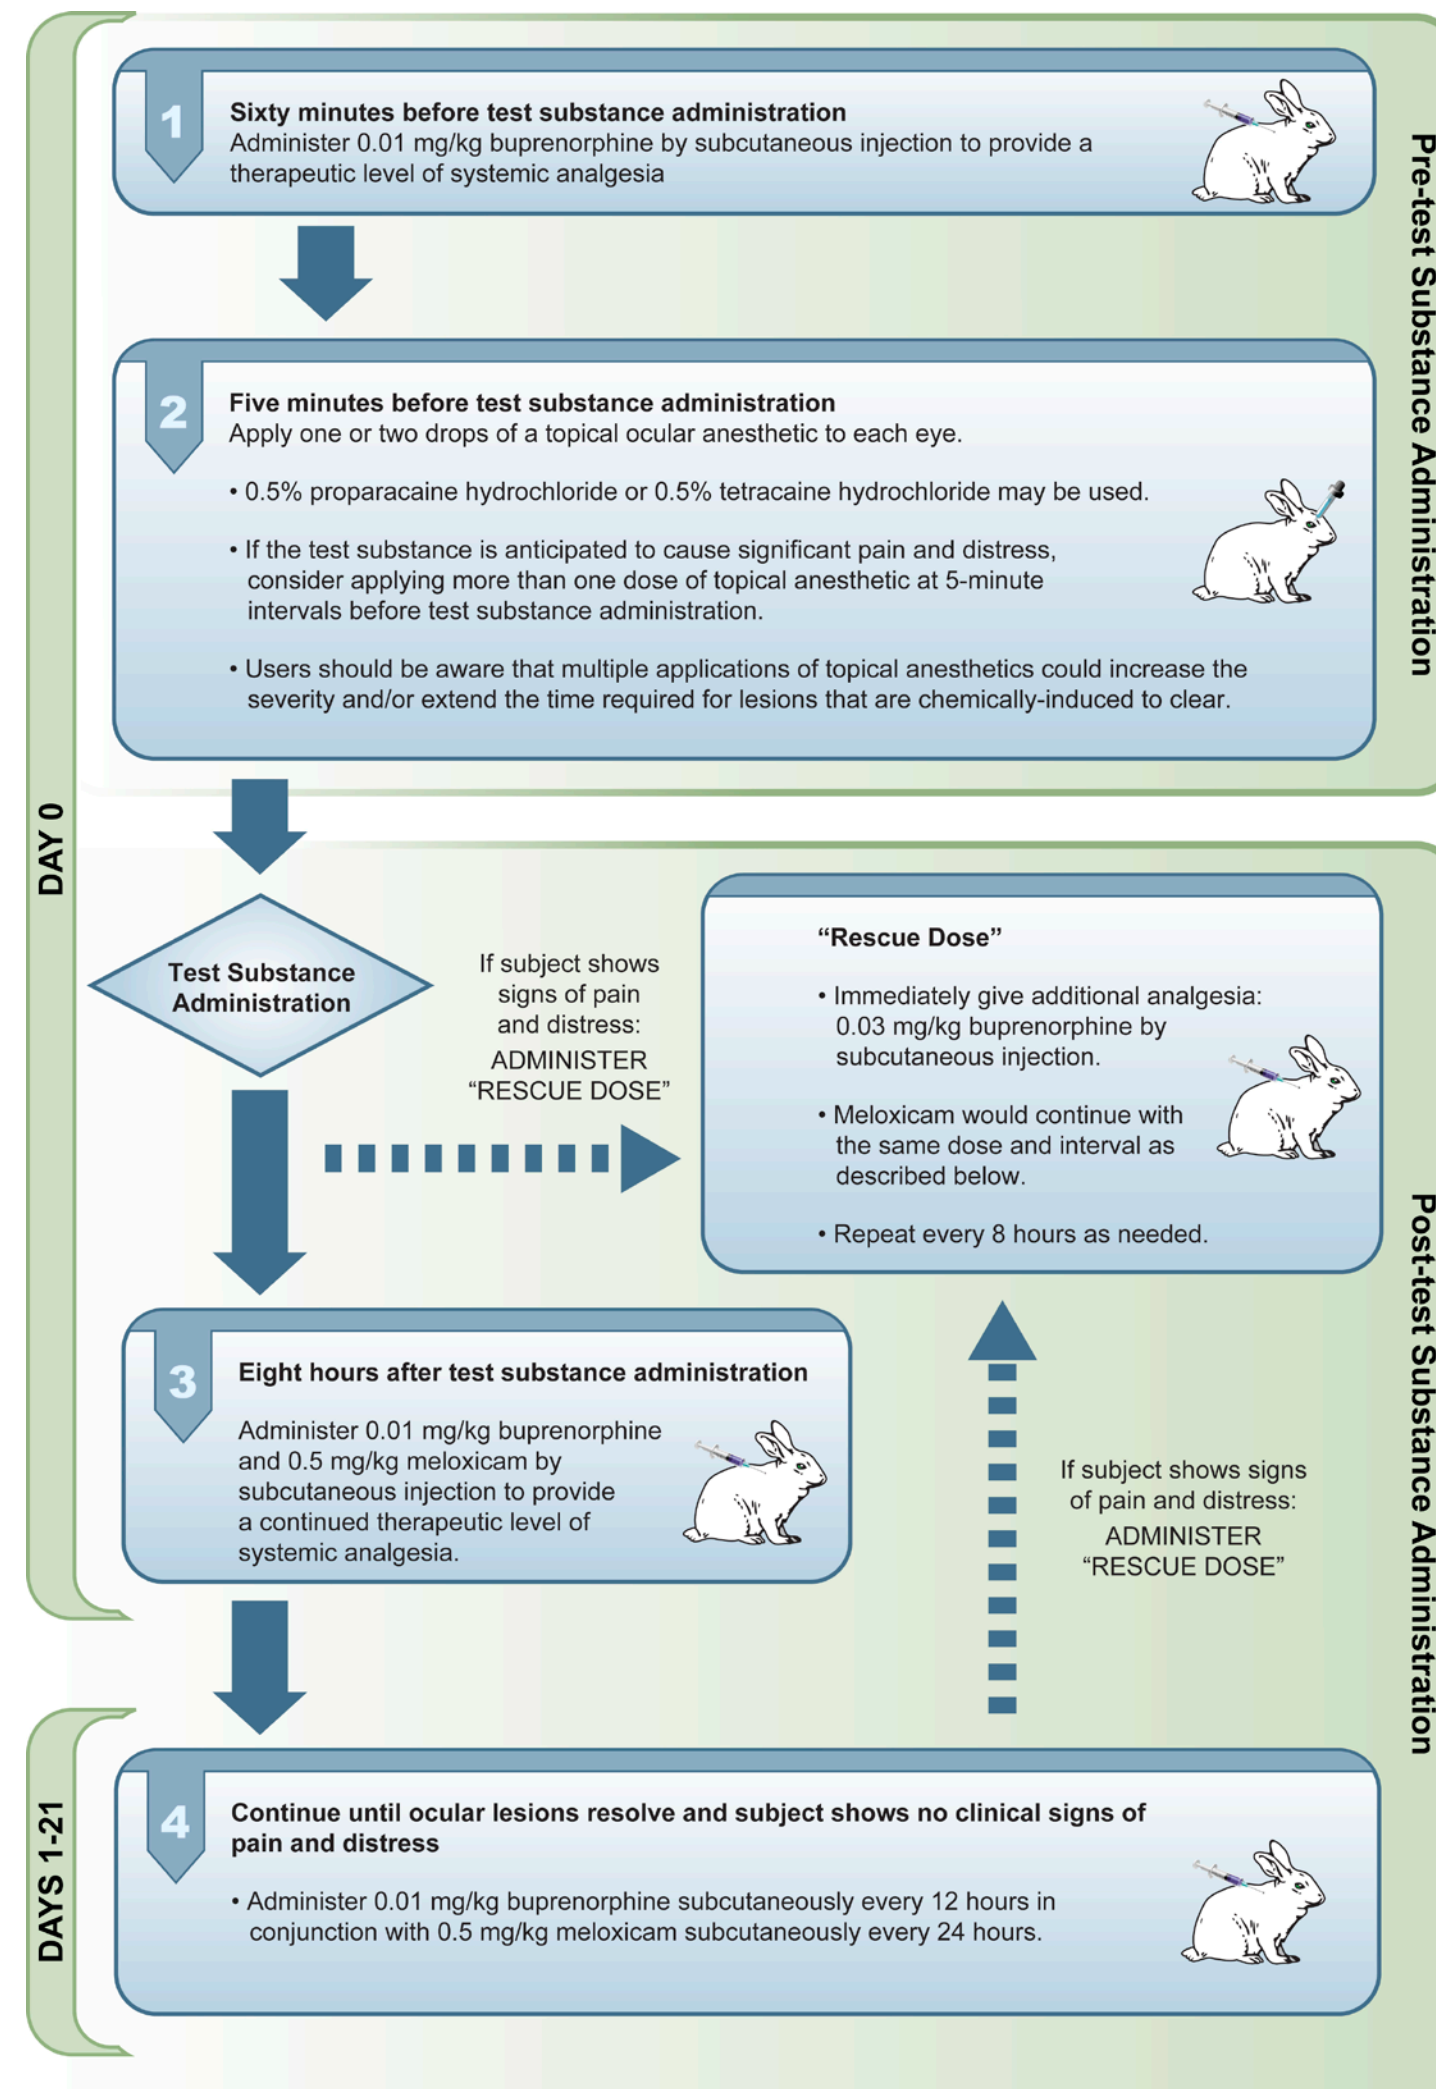 1
Sixty minutes before test substance administration
Administer 0.01 mg/kg buprenorphine by subcutaneous injection to provide a
therapeutic level of systemic analgesia
2
Five minutes before test substance administration
Apply one or two drops of a topical ocular anesthetic to each eye.
• 0.5% proparacaine hydrochloride or 0.5% tetracaine hydrochloride may be used.
• If the test substance is anticipated to cause significant pain and distress,
consider applying more than one dose of topical anesthetic at 5-minute
intervals before test substance administration.
• Users should be aware that multiple applications of topical anesthetics could increase the
severity and/or extend the time required for lesions that are chemically-induced to clear.
Pre-test Substance Administration
DAY 0
Test Substance
Administration
If subject shows
signs of pain
and distress:
ADMINISTER
“RESCUE DOSE”
“Rescue Dose”
• Immediately give additional analgesia:
0.03 mg/kg buprenorphine by
subcutaneous injection.
• Meloxicam would continue with
the same dose and interval as
described below.
• Repeat every 8 hours as needed.
3
Eight hours after test substance administration
Administer 0.01 mg/kg buprenorphine
and 0.5 mg/kg meloxicam by
subcutaneous injection to provide
a continued therapeutic level of
systemic analgesia.
If subject shows signs
of pain and distress:
ADMINISTER
“RESCUE DOSE”
Post-test Substance Administration
DAYS 1-21
4
Continue until ocular lesions resolve and subject shows no clinical signs of
pain and distress
• Administer 0.01 mg/kg buprenorphine subcutaneously every 12 hours in
conjunction with 0.5 mg/kg meloxicam subcutaneously every 24 hours.